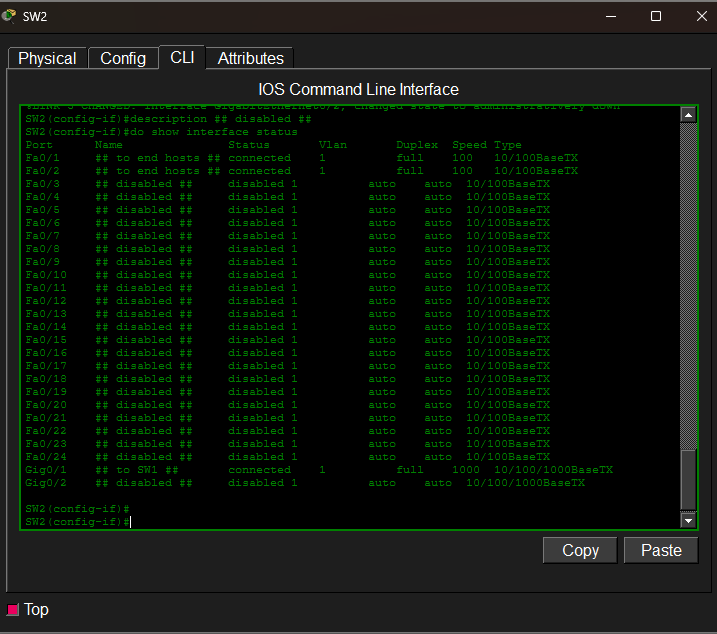 SW2
Physical Config CLI Attributes
IOS Command Line Interface
%LINK-5-CHANGED: Interface GigabitEthernet0/2, changed state to administratively down
SW2(config-if)#description ## disabled ##
SW2(config-if)#do show interface status
Port Name Status Vlan Duplex Speed Type
Fa0/1 ## to end hosts ## connected 1 full 100 10/100BaseTX
Fa0/2 ## to end hosts ## connected 1 full 100 10/100BaseTX
Fa0/3 ## disabled ## disabled 1 auto auto 10/100BaseTX
Fa0/4 ## disabled ## disabled 1 auto auto 10/100BaseTX
Fa0/5 ## disabled ## disabled 1 auto auto 10/100BaseTX
Fa0/6 ## disabled ## disabled 1 auto auto 10/100BaseTX
Fa0/7 ## disabled ## disabled 1 auto auto 10/100BaseTX
Fa0/8 ## disabled ## disabled 1 auto auto 10/100BaseTX
Fa0/9 ## disabled ## disabled 1 auto auto 10/100BaseTX
Fa0/10 ## disabled ## disabled 1 auto auto 10/100BaseTX
Fa0/11 ## disabled ## disabled 1 auto auto 10/100BaseTX
Fa0/12 ## disabled ## disabled 1 auto auto 10/100BaseTX
Fa0/13 ## disabled ## disabled 1 auto auto 10/100BaseTX
Fa0/14 ## disabled ## disabled 1 auto auto 10/100BaseTX
Fa0/15 ## disabled ## disabled 1 auto auto 10/100BaseTX
Fa0/16 ## disabled ## disabled 1 auto auto 10/100BaseTX
Fa0/17 ## disabled ## disabled 1 auto auto 10/100BaseTX
Fa0/18 ## disabled ## disabled 1 auto auto 10/100BaseTX
Fa0/19 ## disabled ## disabled 1 auto auto 10/100BaseTX
Fa0/20 ## disabled ## disabled 1 auto auto 10/100BaseTX
Fa0/21 ## disabled ## disabled 1 auto auto 10/100BaseTX
Fa0/22 ## disabled ## disabled 1 auto auto 10/100BaseTX
Fa0/23 ## disabled ## disabled 1 auto auto 10/100BaseTX
Fa0/24 ## disabled ## disabled 1 auto auto 10/100BaseTX
Gig0/1 ## to SW1 ## connected 1 full 1000 10/100/1000BaseTX
Gig0/2 ## disabled ## disabled 1 auto auto 10/100/1000BaseTX
SW2(config-if)#
SW2(config-if)#
Copy Paste
Top